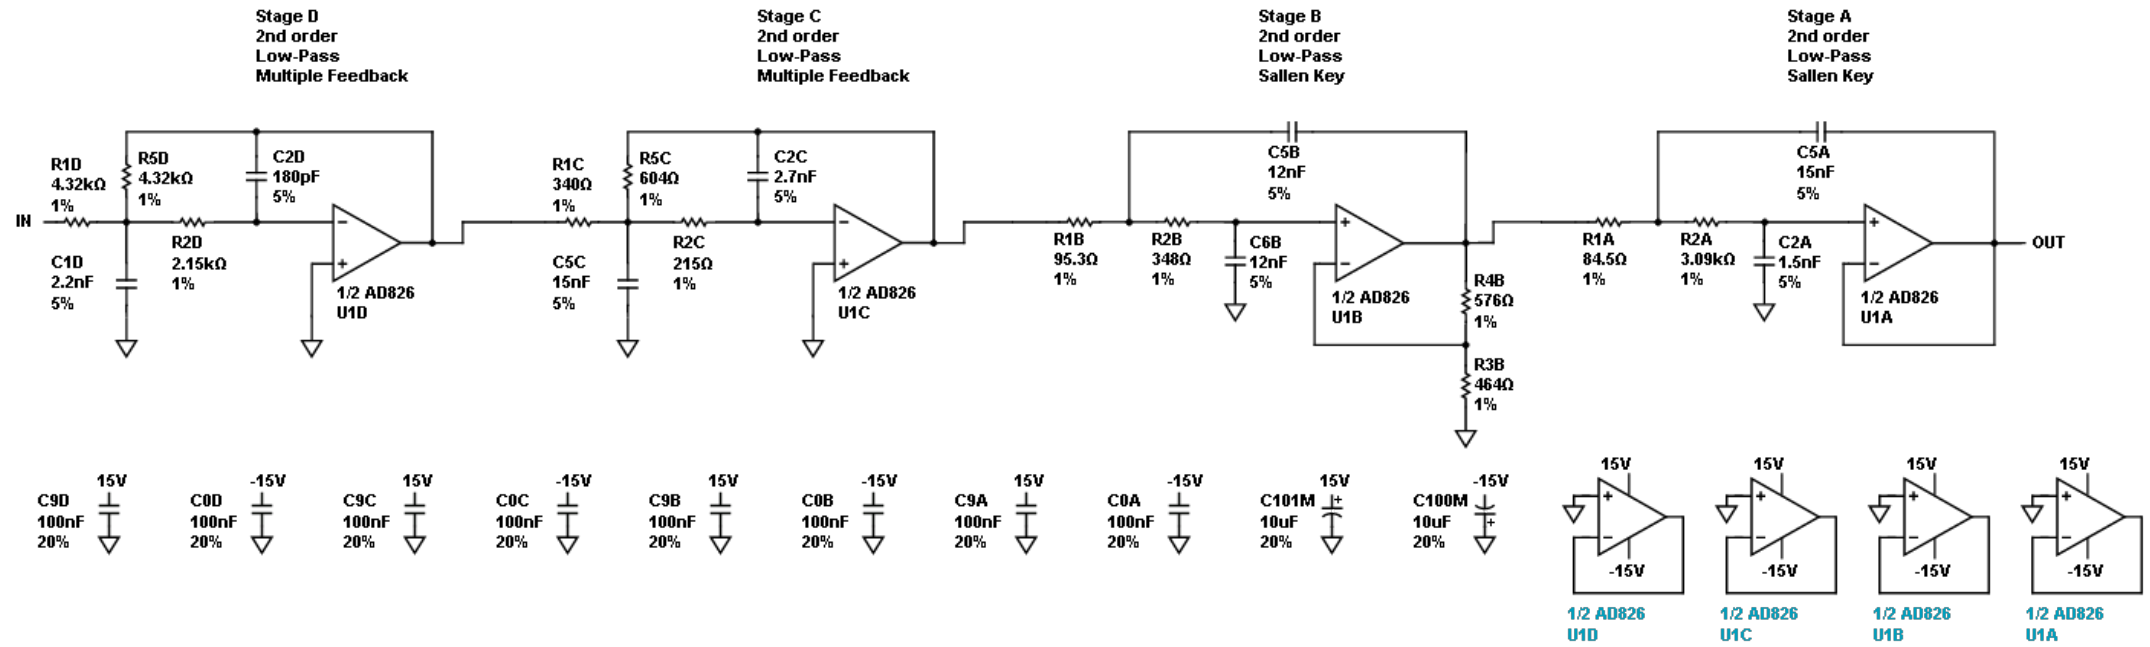 Stage D
2nd order
Low-Pass
Multiple Feedback
Stage C
2nd order
Low-Pass
Multiple Feedback
Stage B
2nd order
Low-Pass
Sallen Key
Stage A
2nd order
Low-Pass
Sallen Key
IN
R1D
4.32kΩ
1%
R5D
4.32kΩ
1%
C2D
180pF
5%
R2D
2.15kΩ
1%
C1D
2.2nF
5%
−
+
1/2 AD826
U1D
R1C
340Ω
1%
R5C
604Ω
1%
C2C
2.7nF
5%
R2C
215Ω
1%
C5C
15nF
5%
−
+
1/2 AD826
U1C
C5B
12nF
5%
R1B
95.3Ω
1%
R2B
348Ω
1%
C6B
12nF
5%
+
−
1/2 AD826
U1B
R4B
576Ω
1%
R3B
464Ω
1%
C5A
15nF
5%
R1A
84.5Ω
1%
R2A
3.09kΩ
1%
C2A
1.5nF
5%
+
−
1/2 AD826
U1A
OUT
15V
C9D
100nF
20%
-15V
C0D
100nF
20%
15V
C9C
100nF
20%
-15V
C0C
100nF
20%
15V
C9B
100nF
20%
-15V
C0B
100nF
20%
15V
C9A
100nF
20%
-15V
C0A
100nF
20%
15V
C101M
+
10uF
20%
-15V
C100M
10uF
+
20%
15V
+
−
-15V
1/2 AD826
U1D
15V
+
−
-15V
1/2 AD826
U1C
15V
+
−
-15V
1/2 AD826
U1B
15V
+
−
-15V
1/2 AD826
U1A